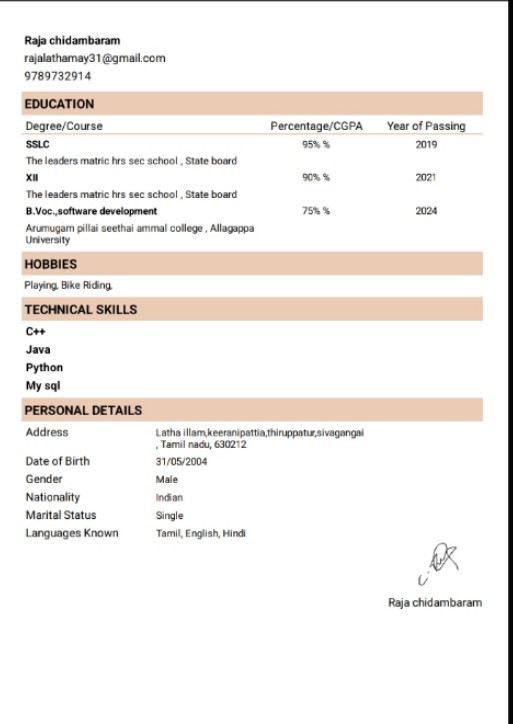 Raja chidambaram
rajalathamay31@gmail.com
9789732914
EDUCATION
Degree/Course Percentage/CGPA Year of Passing
SSLC 95% % 2019
The leaders matric hrs sec school , State board
XII 90% % 2021
The leaders matric hrs sec school , State board
B.Voc.,software development 75% % 2024
Arumugam pillai seethai ammal college , Allagappa
University
HOBBIES
Playing, Bike Riding,
TECHNICAL SKILLS
C++
Java
Python
My sql
PERSONAL DETAILS
Address Latha illam,keeranipattia,thiruppatur,sivagangai
, Tamil nadu, 630212
Date of Birth 31/05/2004
Gender Male
Nationality Indian
Marital Status Single
Languages Known Tamil, English, Hindi
Raja chidambaram